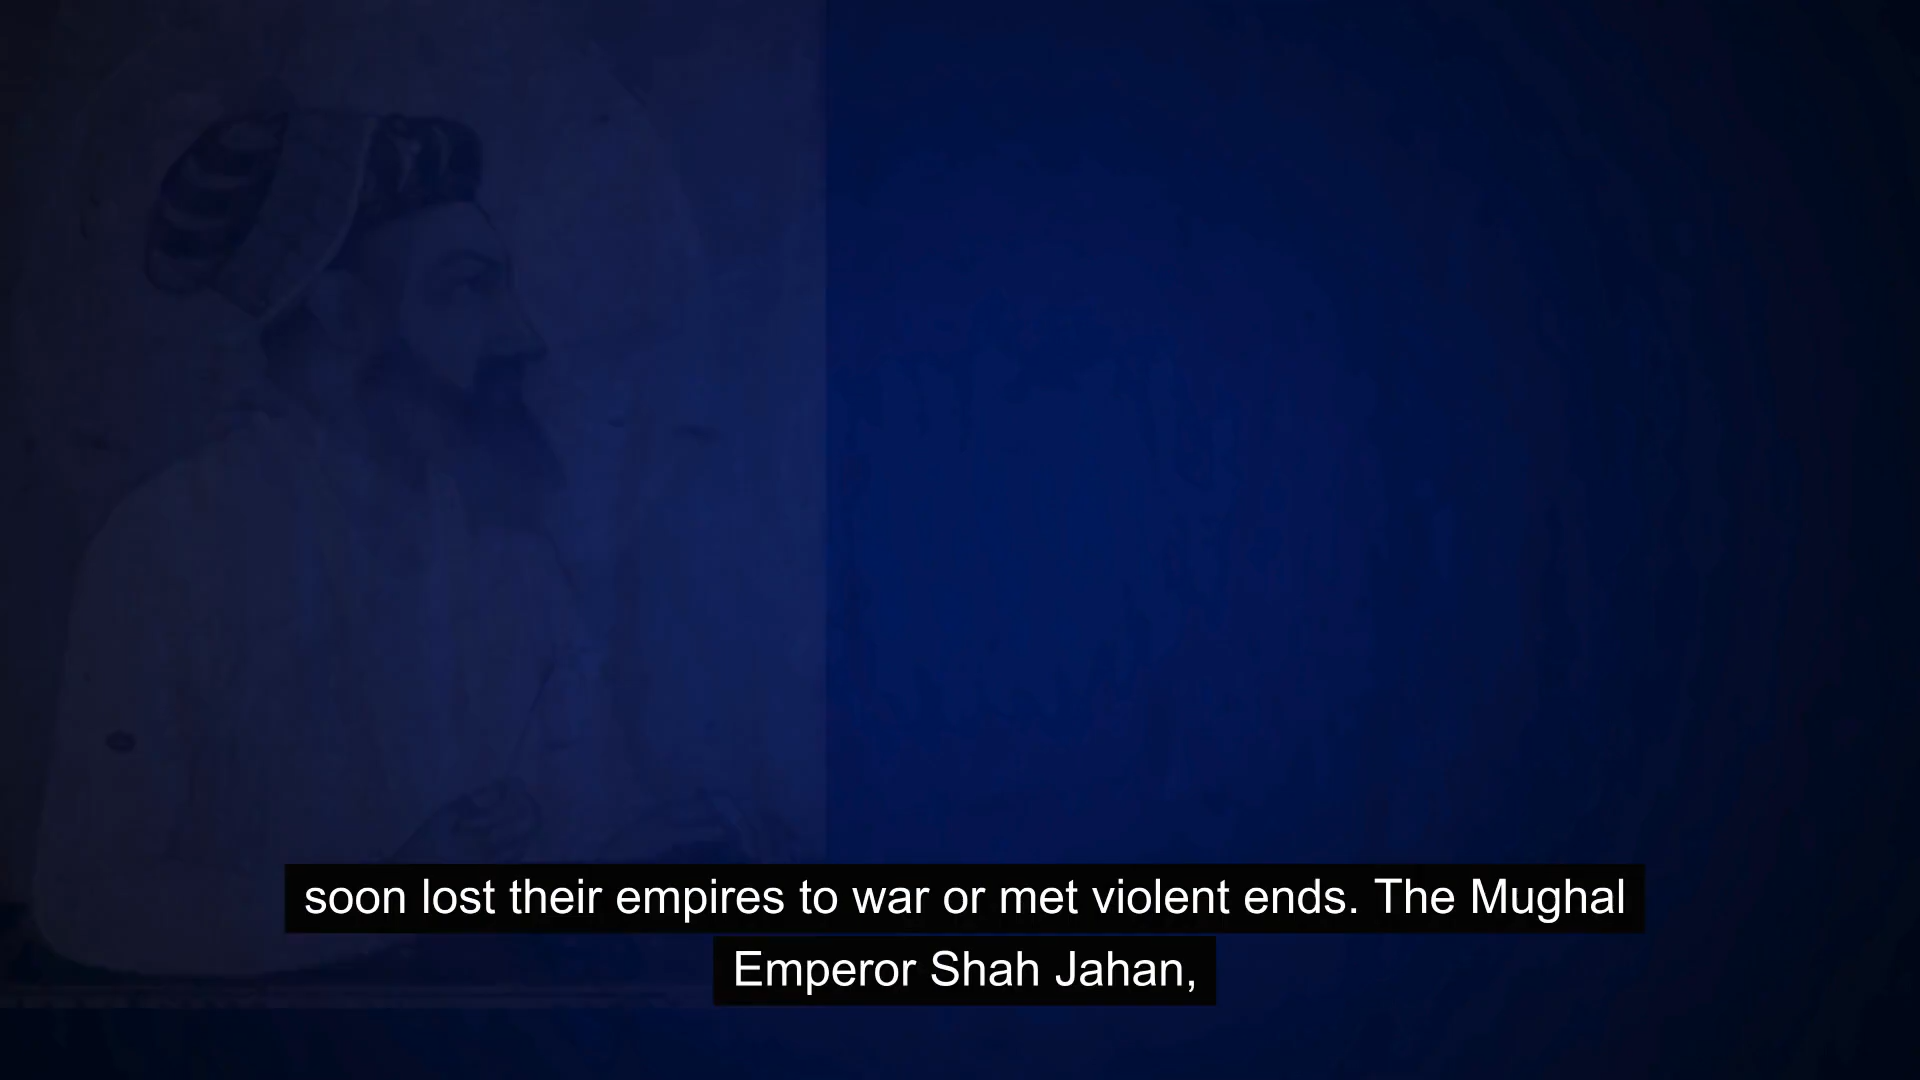 soon lost their empires to war or met violent ends. The Mughal
Emperor Shah Jahan,